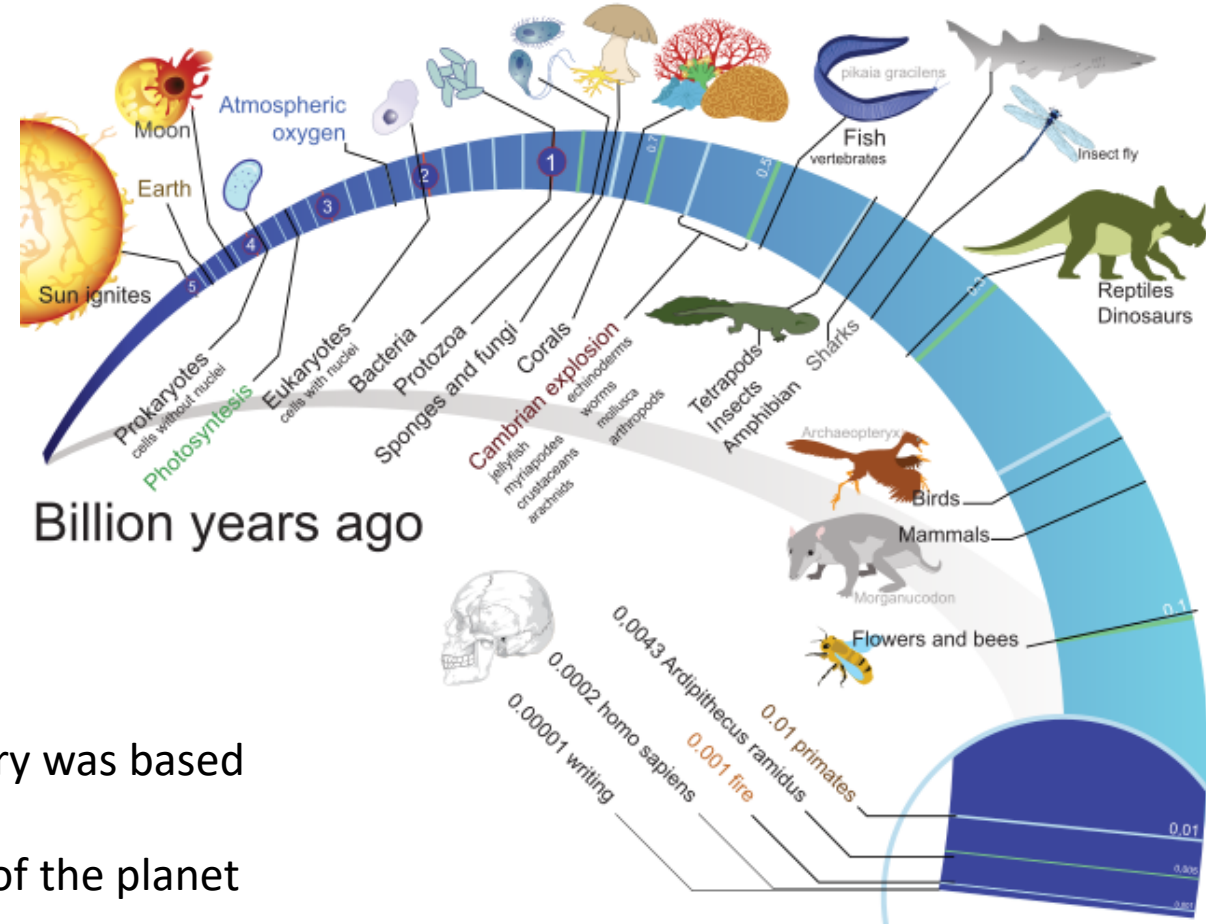 Moon
Atmospheric
oxygen
Earth
Sun ignites
5
4
3
2
1
0.7
0.5
0.3
0.1
pikaia gracilens
Fish
vertebrates
Insect fly
Reptiles
Dinosaurs
Prokaryotes
cells without nuclei
Photosyntesis
Eukaryotes
cells with nuclei
Bacteria
Protozoa
Sponges and fungi
Corals
Cambrian explosion
jellyfish
myriapodes
crustaceans
arachnids
echinoderms
worms
mollusca
arthropods
Tetrapods
Insects
Amphibian
Sharks
Archaeopteryx
Birds
Mammals
Morganucodon
Flowers and bees
Billion years ago
0.00001 writing
0.0002 homo sapiens
0.001 fire
0,0043 Ardipithecus ramidus
0.01 primates
0,01
0,005
0,001
ry was based
of the planet